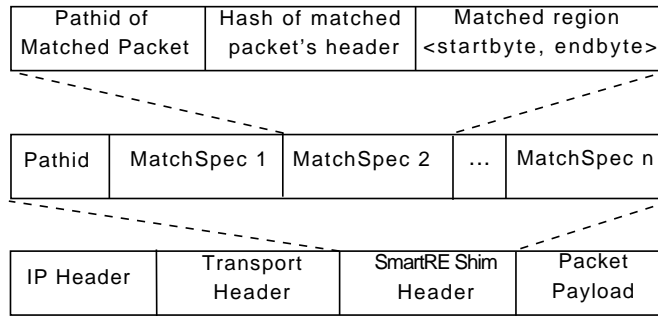 Pathid of
Matched Packet
Hash of matched
packet's header
Matched region
<startbyte, endbyte>
Pathid
MatchSpec 1
MatchSpec 2
...
MatchSpec n
IP Header
Transport
Header
SmartRE Shim
Header
Packet
Payload